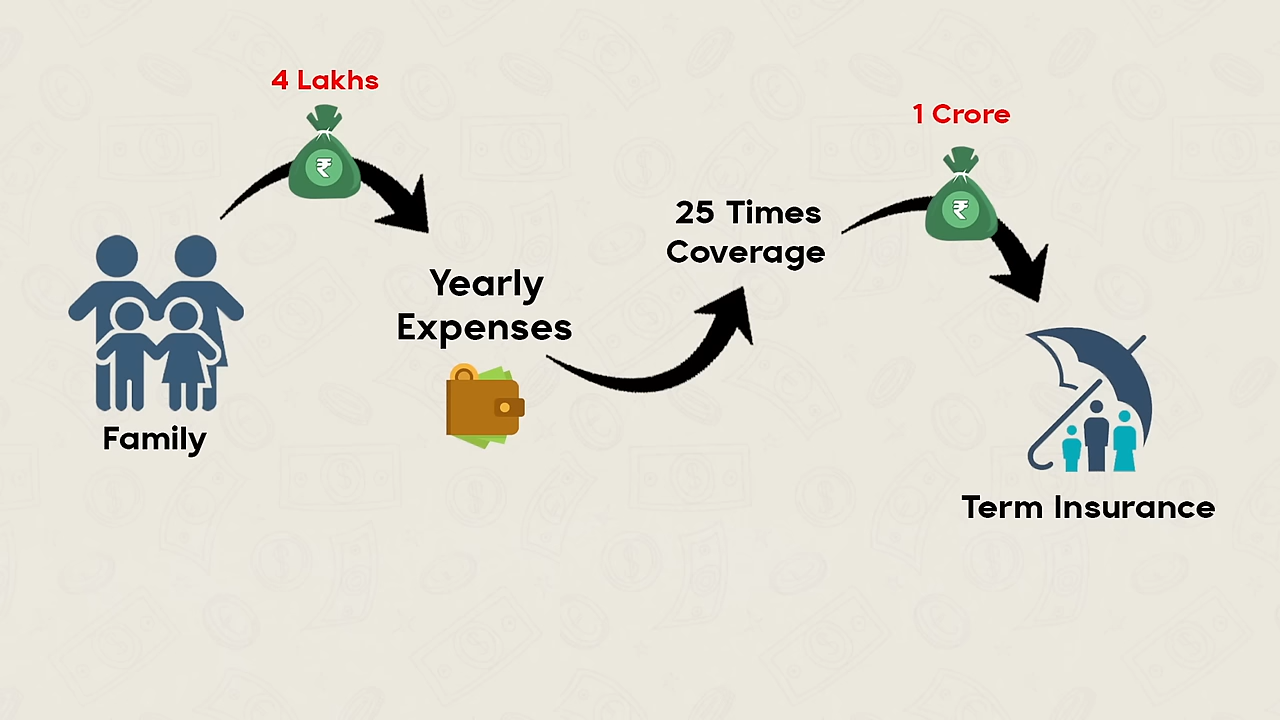 4 Lakhs
₹
Family
Yearly
Expenses
25 Times
Coverage
1 Crore
₹
Term Insurance